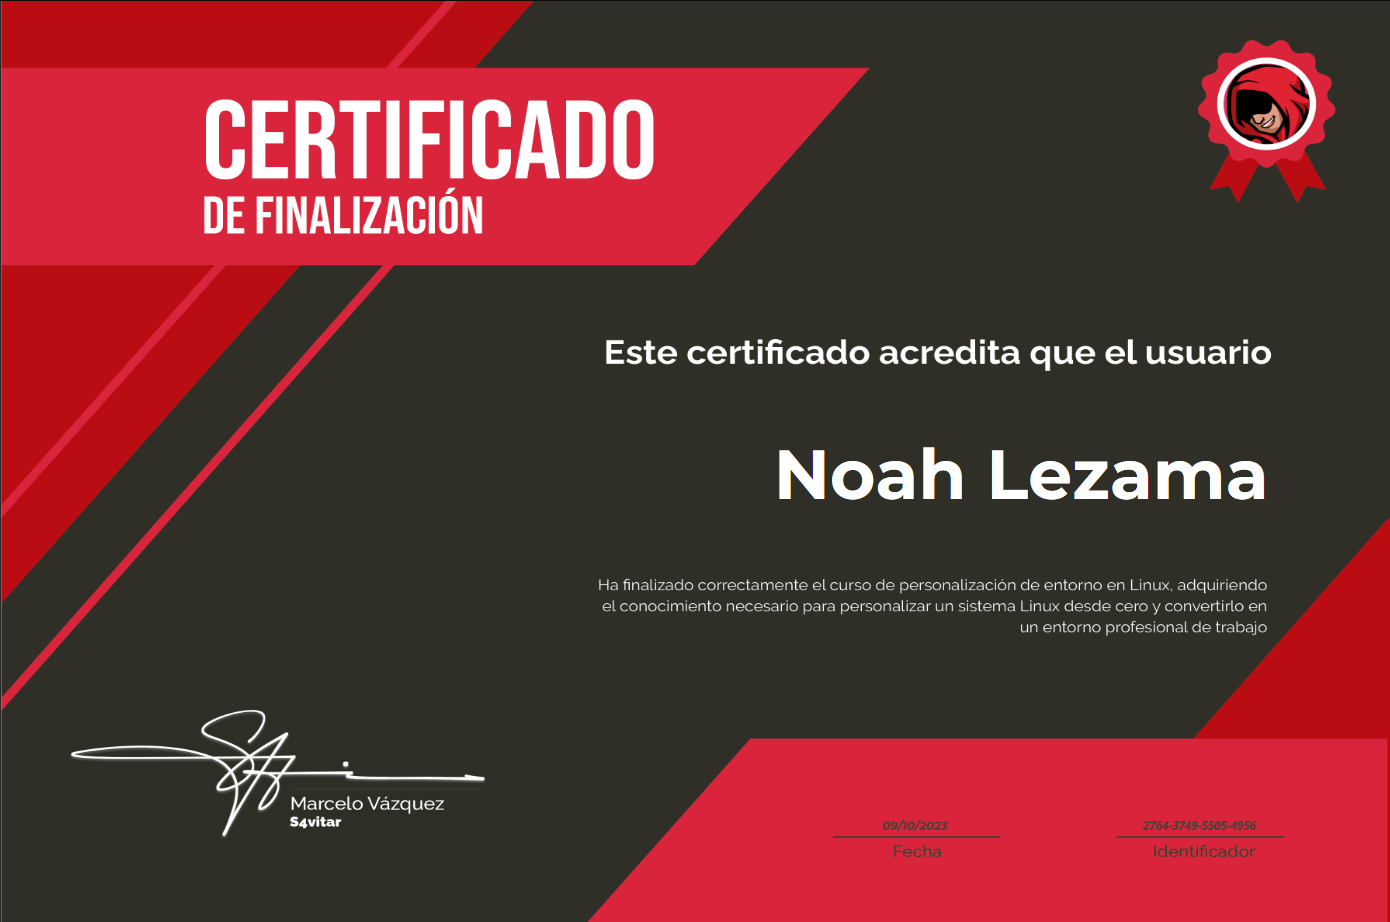 CERTIFICADO
DE FINALIZACIÓN
Este certificado acredita que el usuario
Noah Lezama
Ha finalizado correctamente el curso de personalización de entorno en Linux, adquiriendo
el conocimiento necesario para personalizar un sistema Linux desde cero y convertirlo en
un entorno profesional de trabajo
Marcelo Vázquez
S4vitar
09/10/2023
Fecha
2764-3749-5505-4956
Identificador